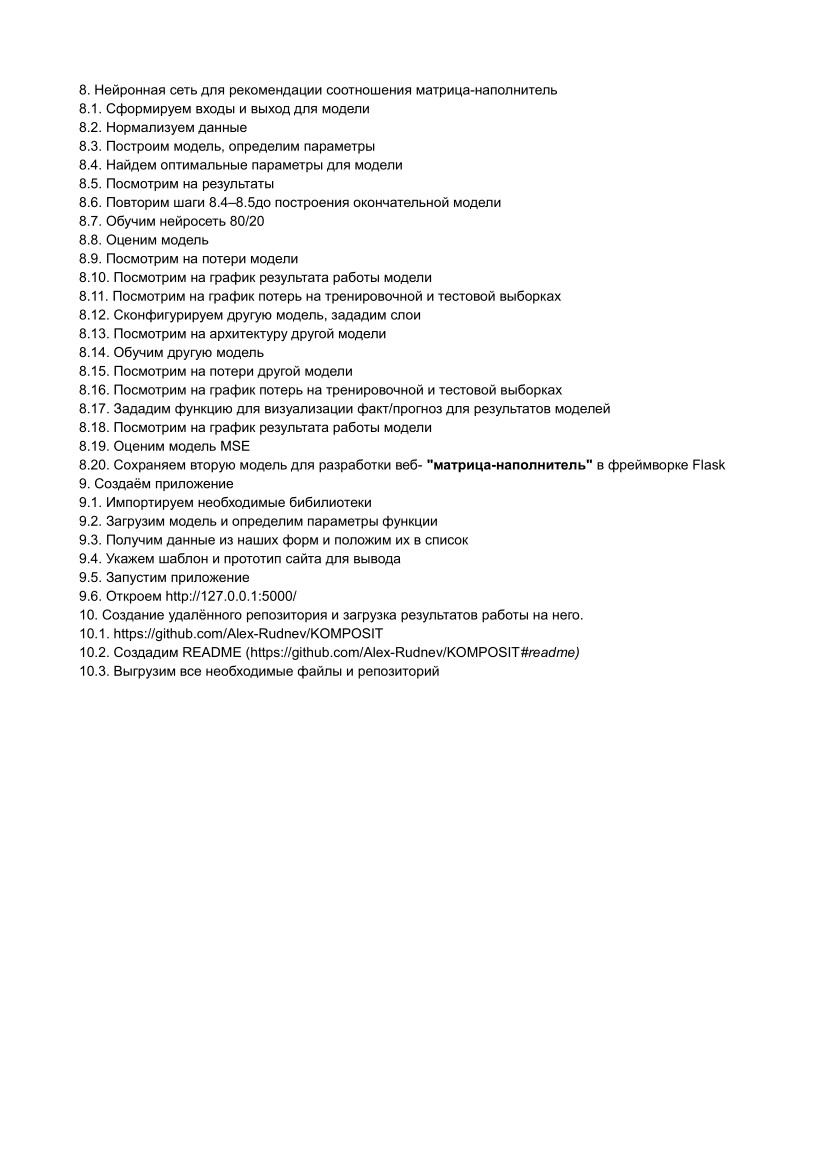 8. Нейронная сеть для рекомендации соотношения матрица-наполнитель
8.1. Сформируем входы и выход для модели
8.2. Нормализуем данные
8.3. Построим модель, определим параметры
8.4. Найдем оптимальные параметры для модели
8.5. Посмотрим на результаты
8.6. Повторим шаги 8.4–8.5до построения окончательной модели
8.7. Обучим нейросеть 80/20
8.8. Оценим модель
8.9. Посмотрим на потери модели
8.10. Посмотрим на график результата работы модели
8.11. Посмотрим на график потерь на тренировочной и тестовой выборках
8.12. Сконфигурируем другую модель, зададим слои
8.13. Посмотрим на архитектуру другой модели
8.14. Обучим другую модель
8.15. Посмотрим на потери другой модели
8.16. Посмотрим на график потерь на тренировочной и тестовой выборках
8.17. Зададим функцию для визуализации факт/прогноз для результатов моделей
8.18. Посмотрим на график результата работы модели
8.19. Оценим модель MSE
8.20. Сохраняем вторую модель для разработки веб- "матрица-наполнитель" в фреймворке Flask
9. Создаём приложение
9.1. Импортируем необходимые бибилиотеки
9.2. Загрузим модель и определим параметры функции
9.3. Получим данные из наших форм и положим их в список
9.4. Укажем шаблон и прототип сайта для вывода
9.5. Запустим приложение
9.6. Откроем http://127.0.0.1:5000/
10. Создание удалённого репозитория и загрузка результатов работы на него.
10.1. https://github.com/Alex-Rudnev/KOMPOSIT
10.2. Создадим README (https://github.com/Alex-Rudnev/KOMPOSIT#readme)
10.3. Выгрузим все необходимые файлы и репозиторий